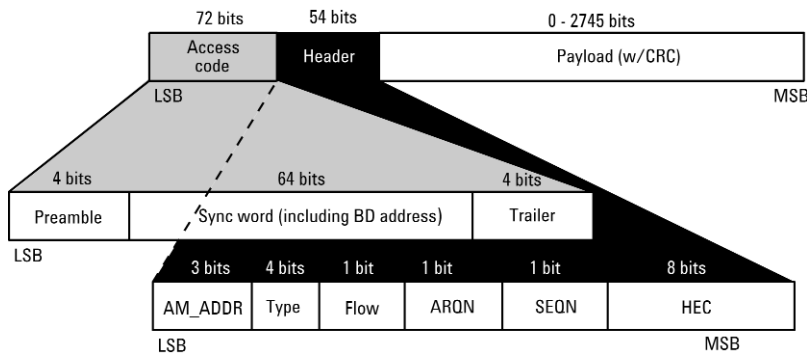 72 bits 54 bits 0 - 2745 bits
Access
code
Header Payload (w/CRC)
LSB MSB
4 bits 64 bits 4 bits
Preamble Sync word (including BD address) Trailer
LSB
3 bits 4 bits 1 bit 1 bit 1 bit 8 bits
AM_ADDR Type Flow ARQN SEQN HEC
LSB MSB